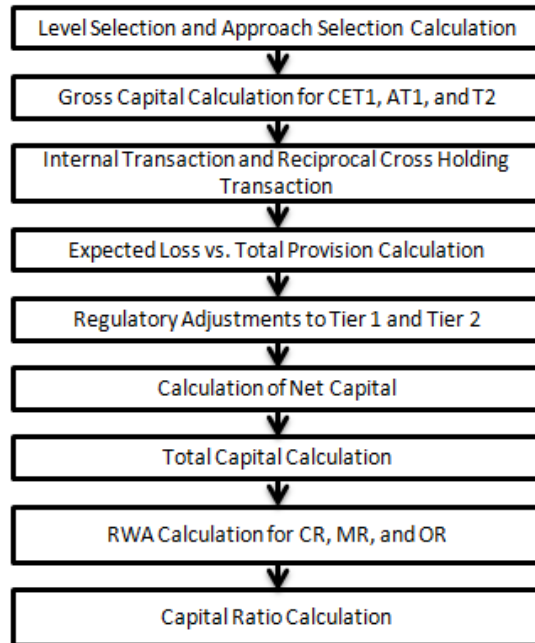 Level Selection and Approach Selection Calculation
Gross Capital Calculation for CET1, AT1, and T2
Internal Transaction and Reciprocal Cross Holding
Transaction
Expected Loss vs. Total Provision Calculation
Regulatory Adjustments to Tier 1 and Tier 2
Calculation of Net Capital
Total Capital Calculation
RWA Calculation for CR, MR, and OR
Capital Ratio Calculation